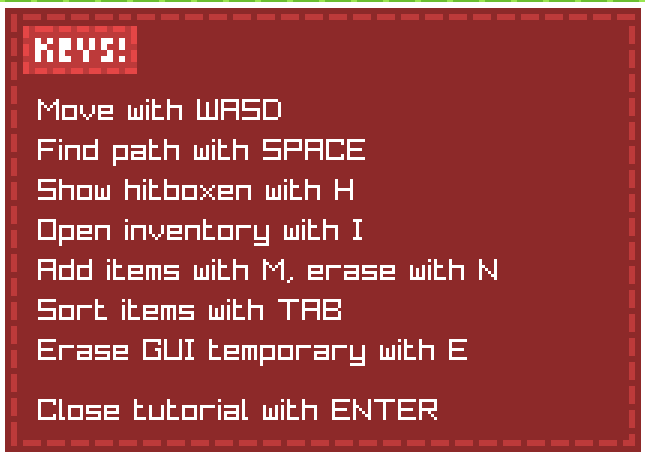 KEYS!
Move with WASD
Find path with SPACE
Show hitboxen with H
Open inventory with I
Add items with M, erase with N
Sort items with TAB
Erase GUI temporary with E
Close tutorial with ENTER